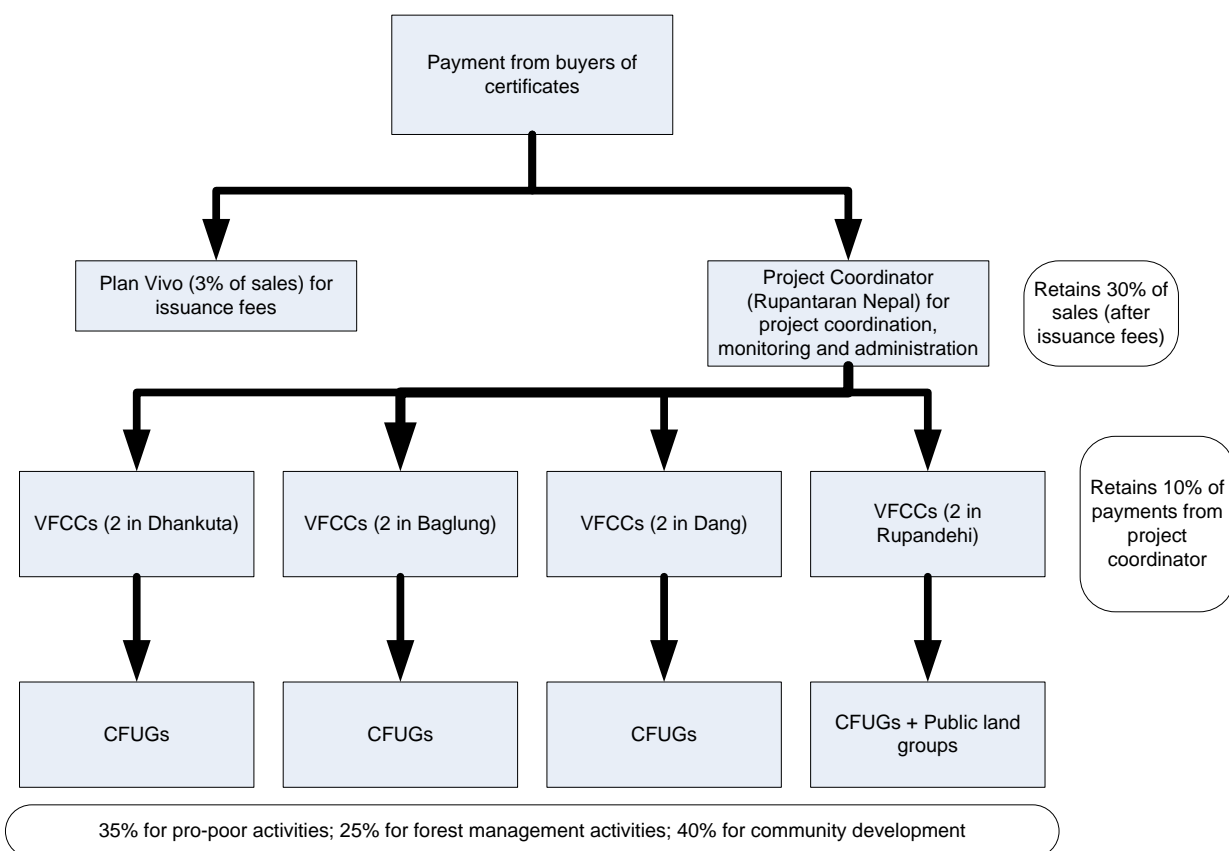 Payment from buyers of
certificates
Plan Vivo (3% of sales) for
issuance fees
Project Coordinator
(Rupantaran Nepal) for
project coordination,
monitoring and administration
Retains 30% of
sales (after
issuance fees)
VFCCs (2 in Dhankuta)
VFCCs (2 in Baglung)
VFCCs (2 in Dang)
VFCCs (2 in
Rupandehi)
Retains 10% of
payments from
project
coordinator
CFUGs
CFUGs
CFUGs
CFUGs + Public land
groups
35% for pro-poor activities; 25% for forest management activities; 40% for community development